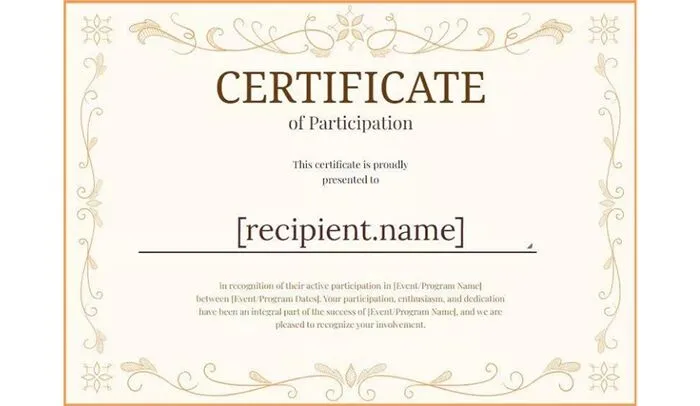 CERTIFICATE
of Participation
This certificate is proudly
presented to
[recipient.name]
in recognition of their active participation in [Event/Program Name]
between [Event/Program Dates]. Your participation, enthusiasm, and dedication
have been an integral part of the success of [Event/Program Name], and we are
pleased to recognize your involvement.